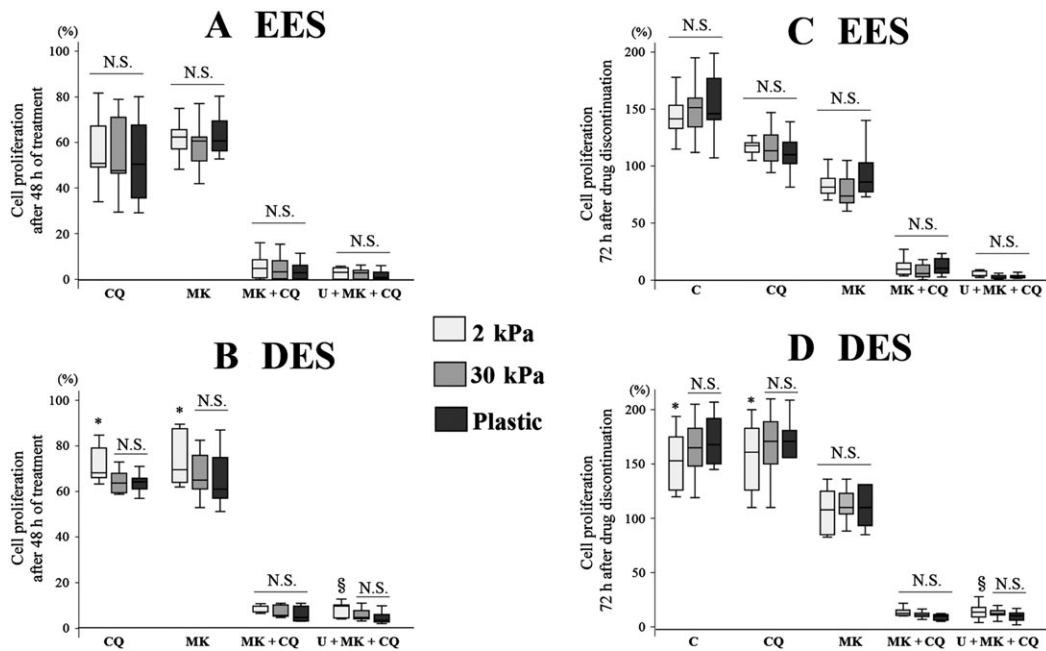 A EES
(%)
100
80
60
40
20
0
Cell proliferation
after 48 h of treatment
N.S.
N.S.
N.S.
N.S.
CQ MK MK + CQ U + MK + CQ
C EES
(%)
200
150
100
50
0
Cell proliferation
72 h after drug discontinuation
N.S.
N.S.
N.S.
N.S.
N.S.
C CQ MK MK + CQ U + MK + CQ
2 kPa
30 kPa
Plastic
B DES
(%)
100
80
60
40
20
0
Cell proliferation
after 48 h of treatment
* N.S.
* N.S.
N.S.
§ N.S.
CQ MK MK + CQ U + MK + CQ
D DES
(%)
200
150
100
50
0
Cell proliferation
72 h after drug discontinuation
* N.S.
* N.S.
N.S.
N.S.
§ N.S.
C CQ MK MK + CQ U + MK + CQ